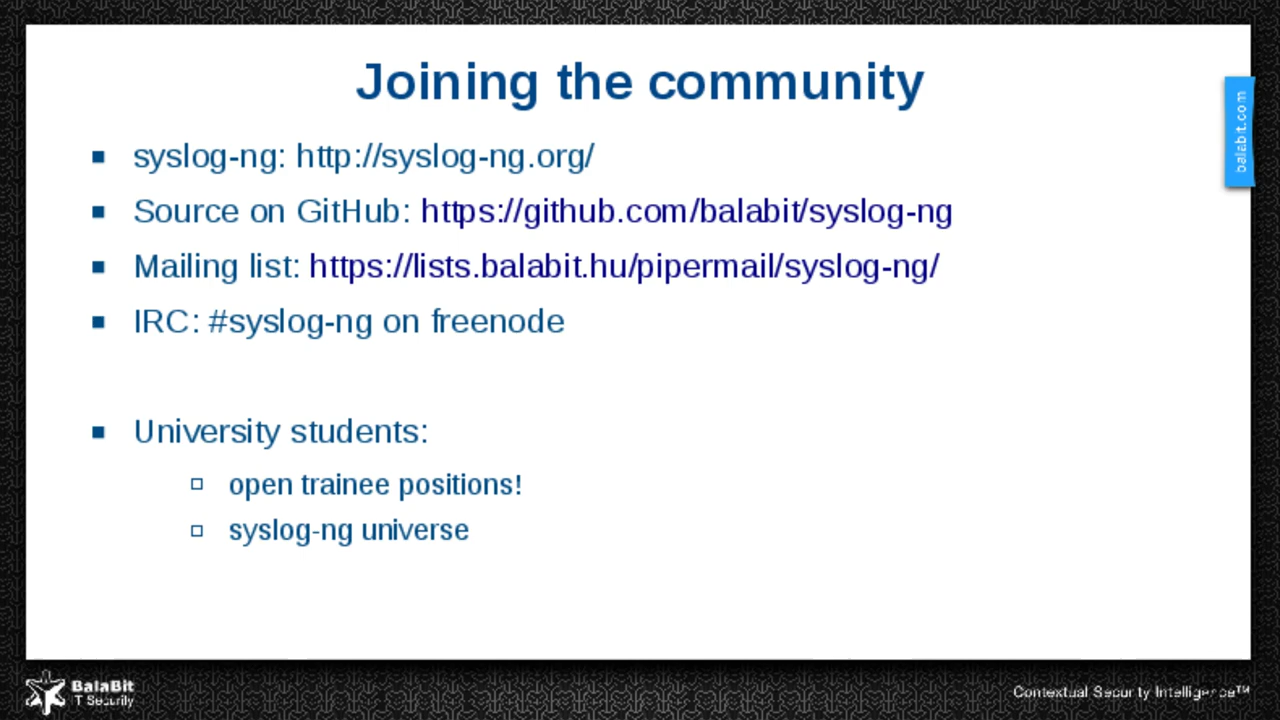 Joining the community
balabit.com
syslog-ng: http://syslog-ng.org/
Source on GitHub: https://github.com/balabit/syslog-ng
Mailing list: https://lists.balabit.hu/pipermail/syslog-ng/
IRC: #syslog-ng on freenode
University students:
open trainee positions!
syslog-ng universe
BalaBit
IT Security
Contextual Security Intelligence™